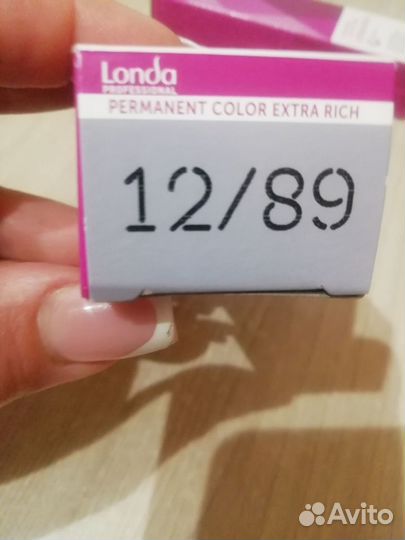 Londa
PROFESSIONAL
PERMANENT COLOR EXTRA RICH
12/89
Avito